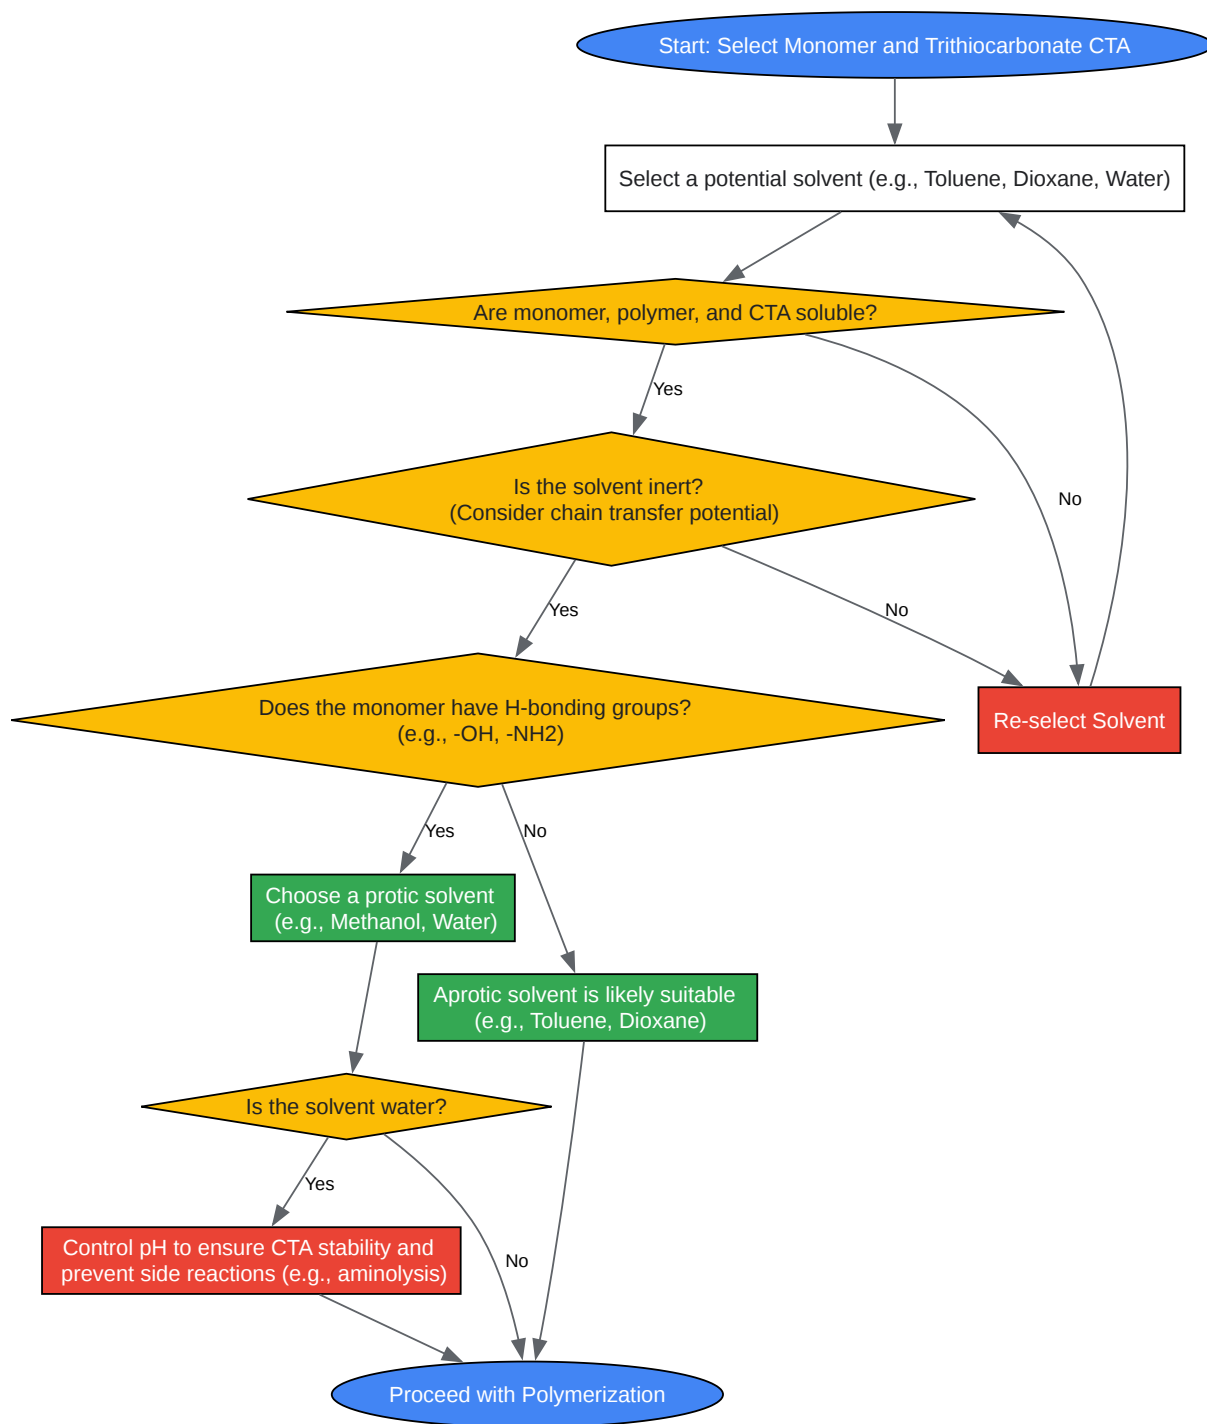 Start: Select Monomer and Trithiocarbonate CTA
Select a potential solvent (e.g., Toluene, Dioxane, Water)
Are monomer, polymer, and CTA soluble?
Yes
No
Is the solvent inert?
(Consider chain transfer potential)
Yes
No
Does the monomer have H-bonding groups?
(e.g., -OH, -NH2)
Re-select Solvent
Yes
No
Choose a protic solvent
(e.g., Methanol, Water)
Aprotic solvent is likely suitable
(e.g., Toluene, Dioxane)
Is the solvent water?
Yes
No
Control pH to ensure CTA stability and
prevent side reactions (e.g., aminolysis)
Proceed with Polymerization